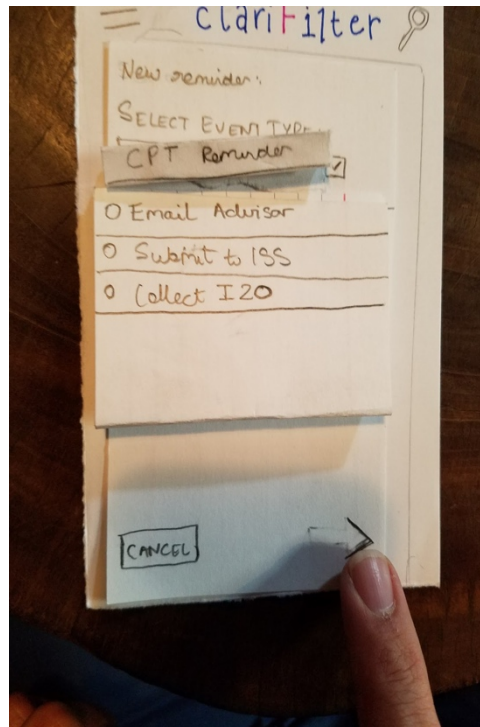 clariFilter
New reminder:
SELECT EVENT TYPE
CPT Reminder
Email Advisor
Submit to ISS
Collect I20
CANCEL